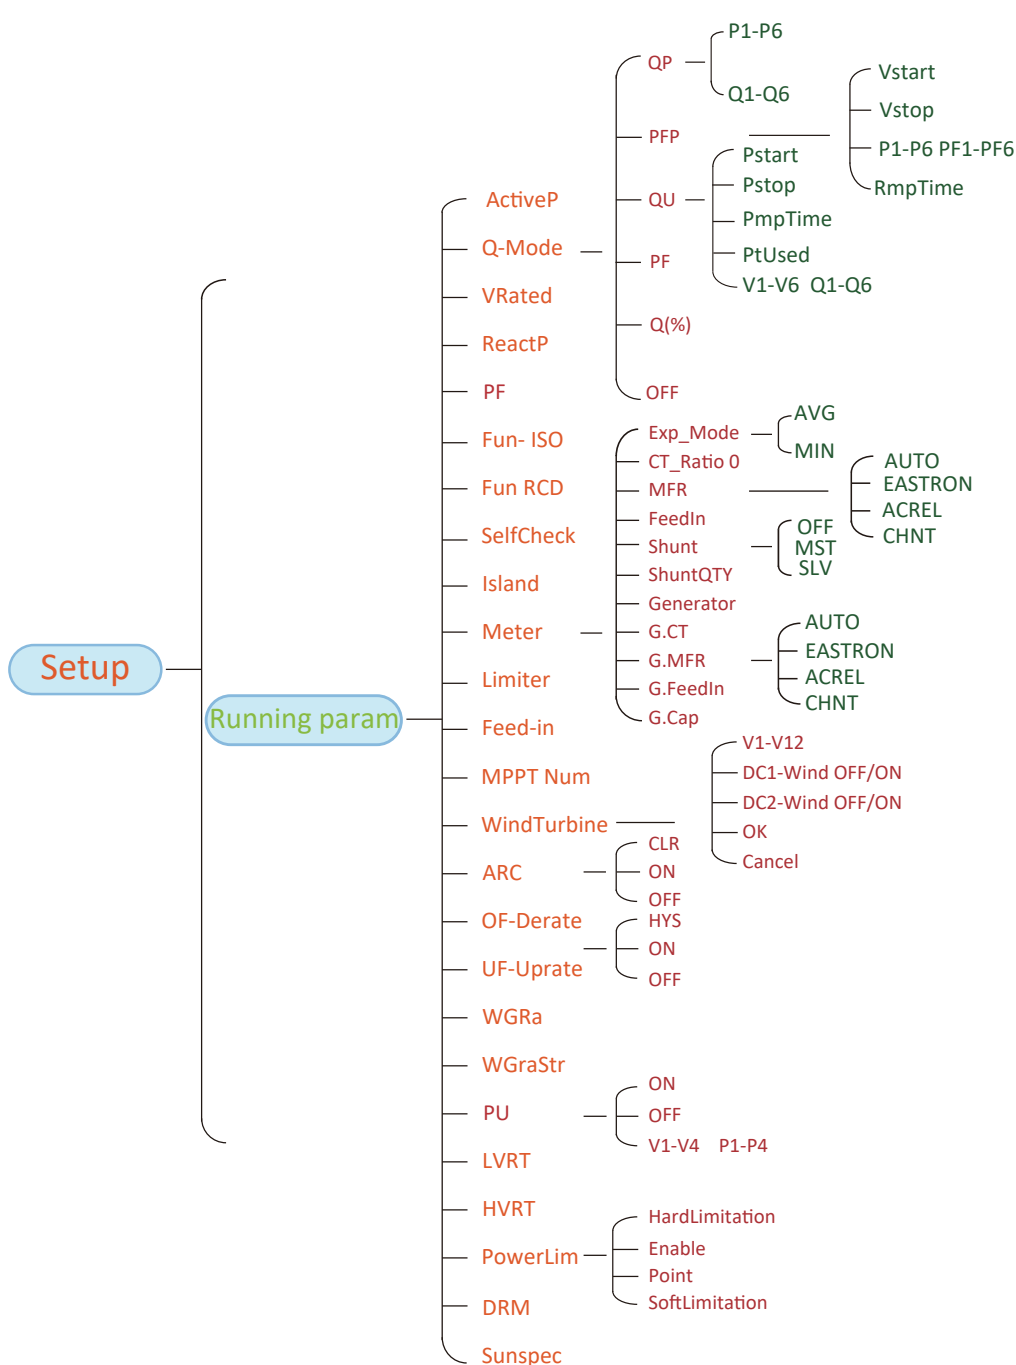 Setup
Running param
ActiveP
Q-Mode
QP
P1-P6
Q1-Q6
PFP
Vstart
Vstop
P1-P6 PF1-PF6
RmpTime
QU
Pstart
Pstop
PmpTime
PtUsed
V1-V6 Q1-Q6
PF
Q(%)
OFF
VRated
ReactP
PF
Fun- ISO
Fun RCD
SelfCheck
Island
Meter
Exp_Mode
AVG
MIN
CT_Ratio 0
MFR
AUTO
EASTRON
ACREL
CHNT
FeedIn
Shunt
OFF
MST
SLV
ShuntQTY
Generator
G.CT
G.MFR
AUTO
EASTRON
ACREL
CHNT
G.FeedIn
G.Cap
Limiter
Feed-in
MPPT Num
WindTurbine
V1-V12
DC1-Wind OFF/ON
DC2-Wind OFF/ON
OK
Cancel
ARC
CLR
ON
OFF
OF-Derate
UF-Uprate
HYS
ON
OFF
WGRa
WGraStr
PU
ON
OFF
V1-V4 P1-P4
LVRT
HVRT
PowerLim
HardLimitation
Enable
Point
SoftLimitation
DRM
Sunspec